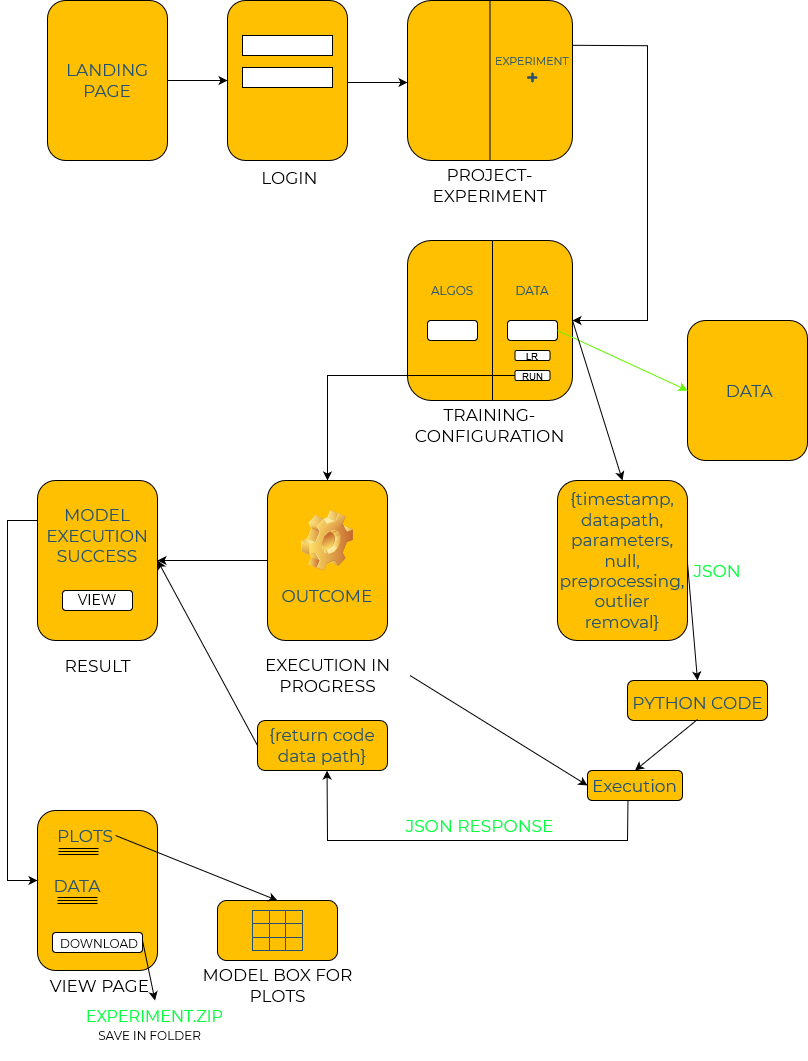 LANDING
PAGE
EXPERIMENT
+
LOGIN
PROJECT-
EXPERIMENT
ALGOS
DATA
LR
RUN
DATA
TRAINING-
CONFIGURATION
MODEL
EXECUTION
SUCCESS
VIEW
OUTCOME
{timestamp,
datapath,
parameters,
null,
preprocessing,
outlier
removal}
JSON
RESULT
EXECUTION IN
PROGRESS
PYTHON CODE
{return code
data path}
Execution
JSON RESPONSE
PLOTS
DATA
DOWNLOAD
VIEW PAGE
MODEL BOX FOR
PLOTS
EXPERIMENT.ZIP
SAVE IN FOLDER